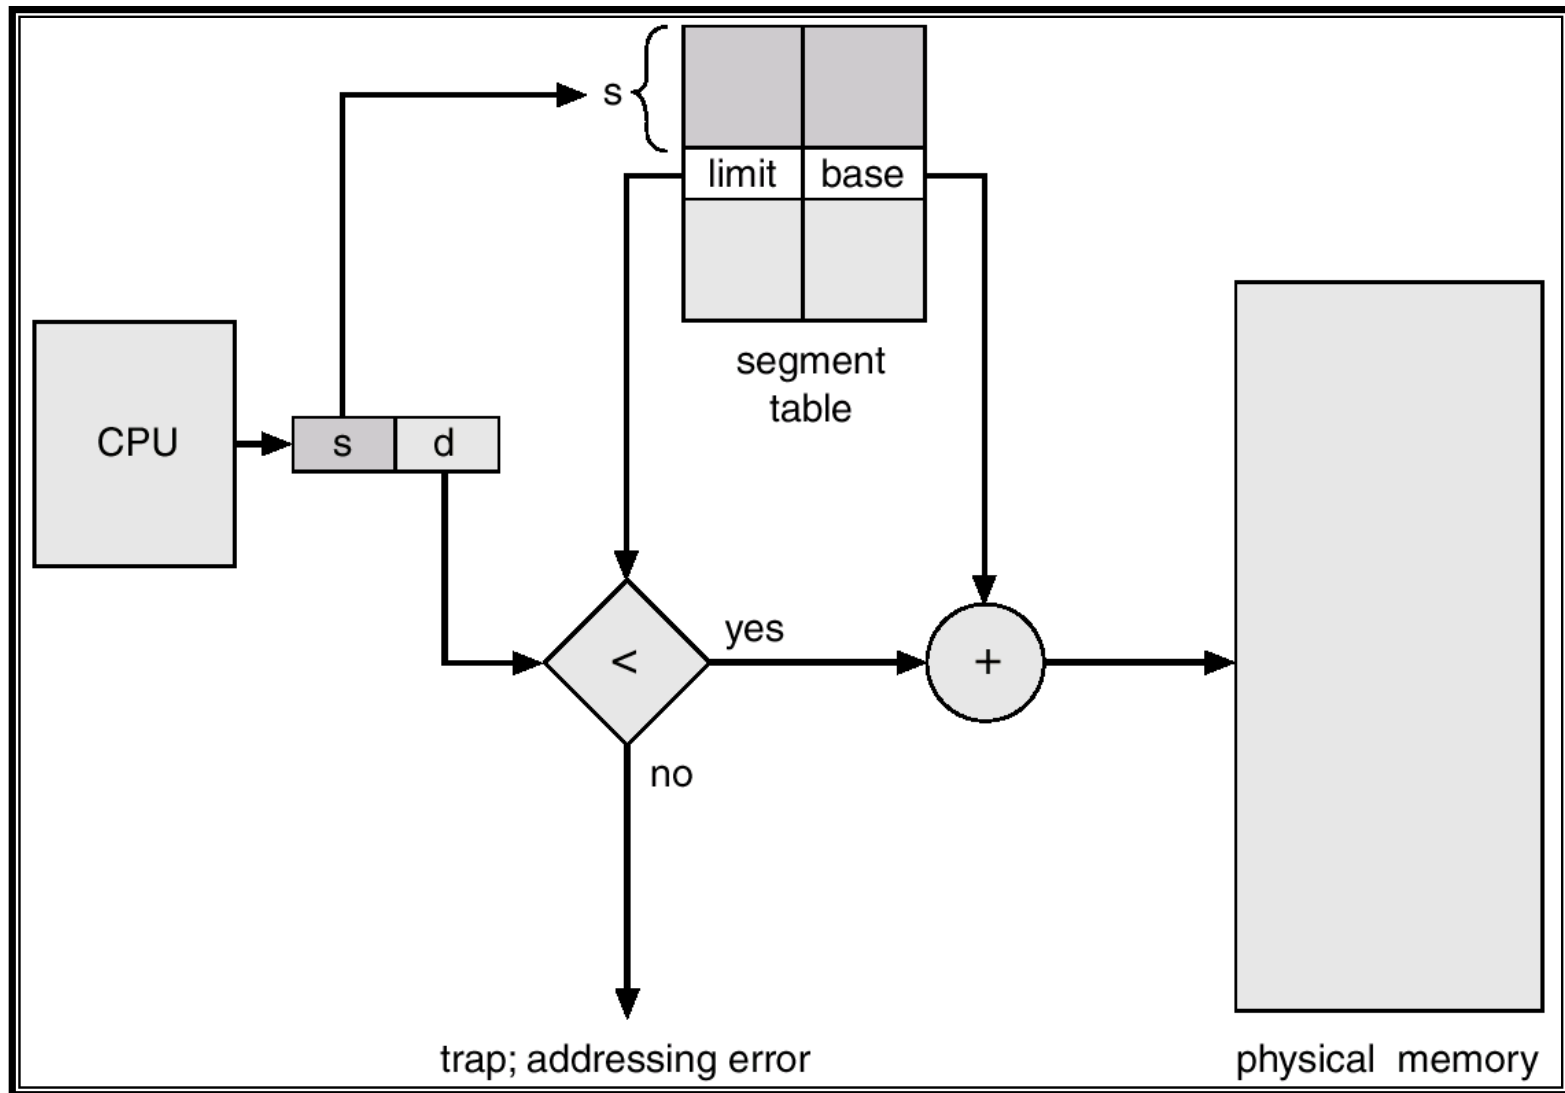 s
limit base
segment
table
CPU
s d
yes
<
+
no
trap; addressing error
physical memory